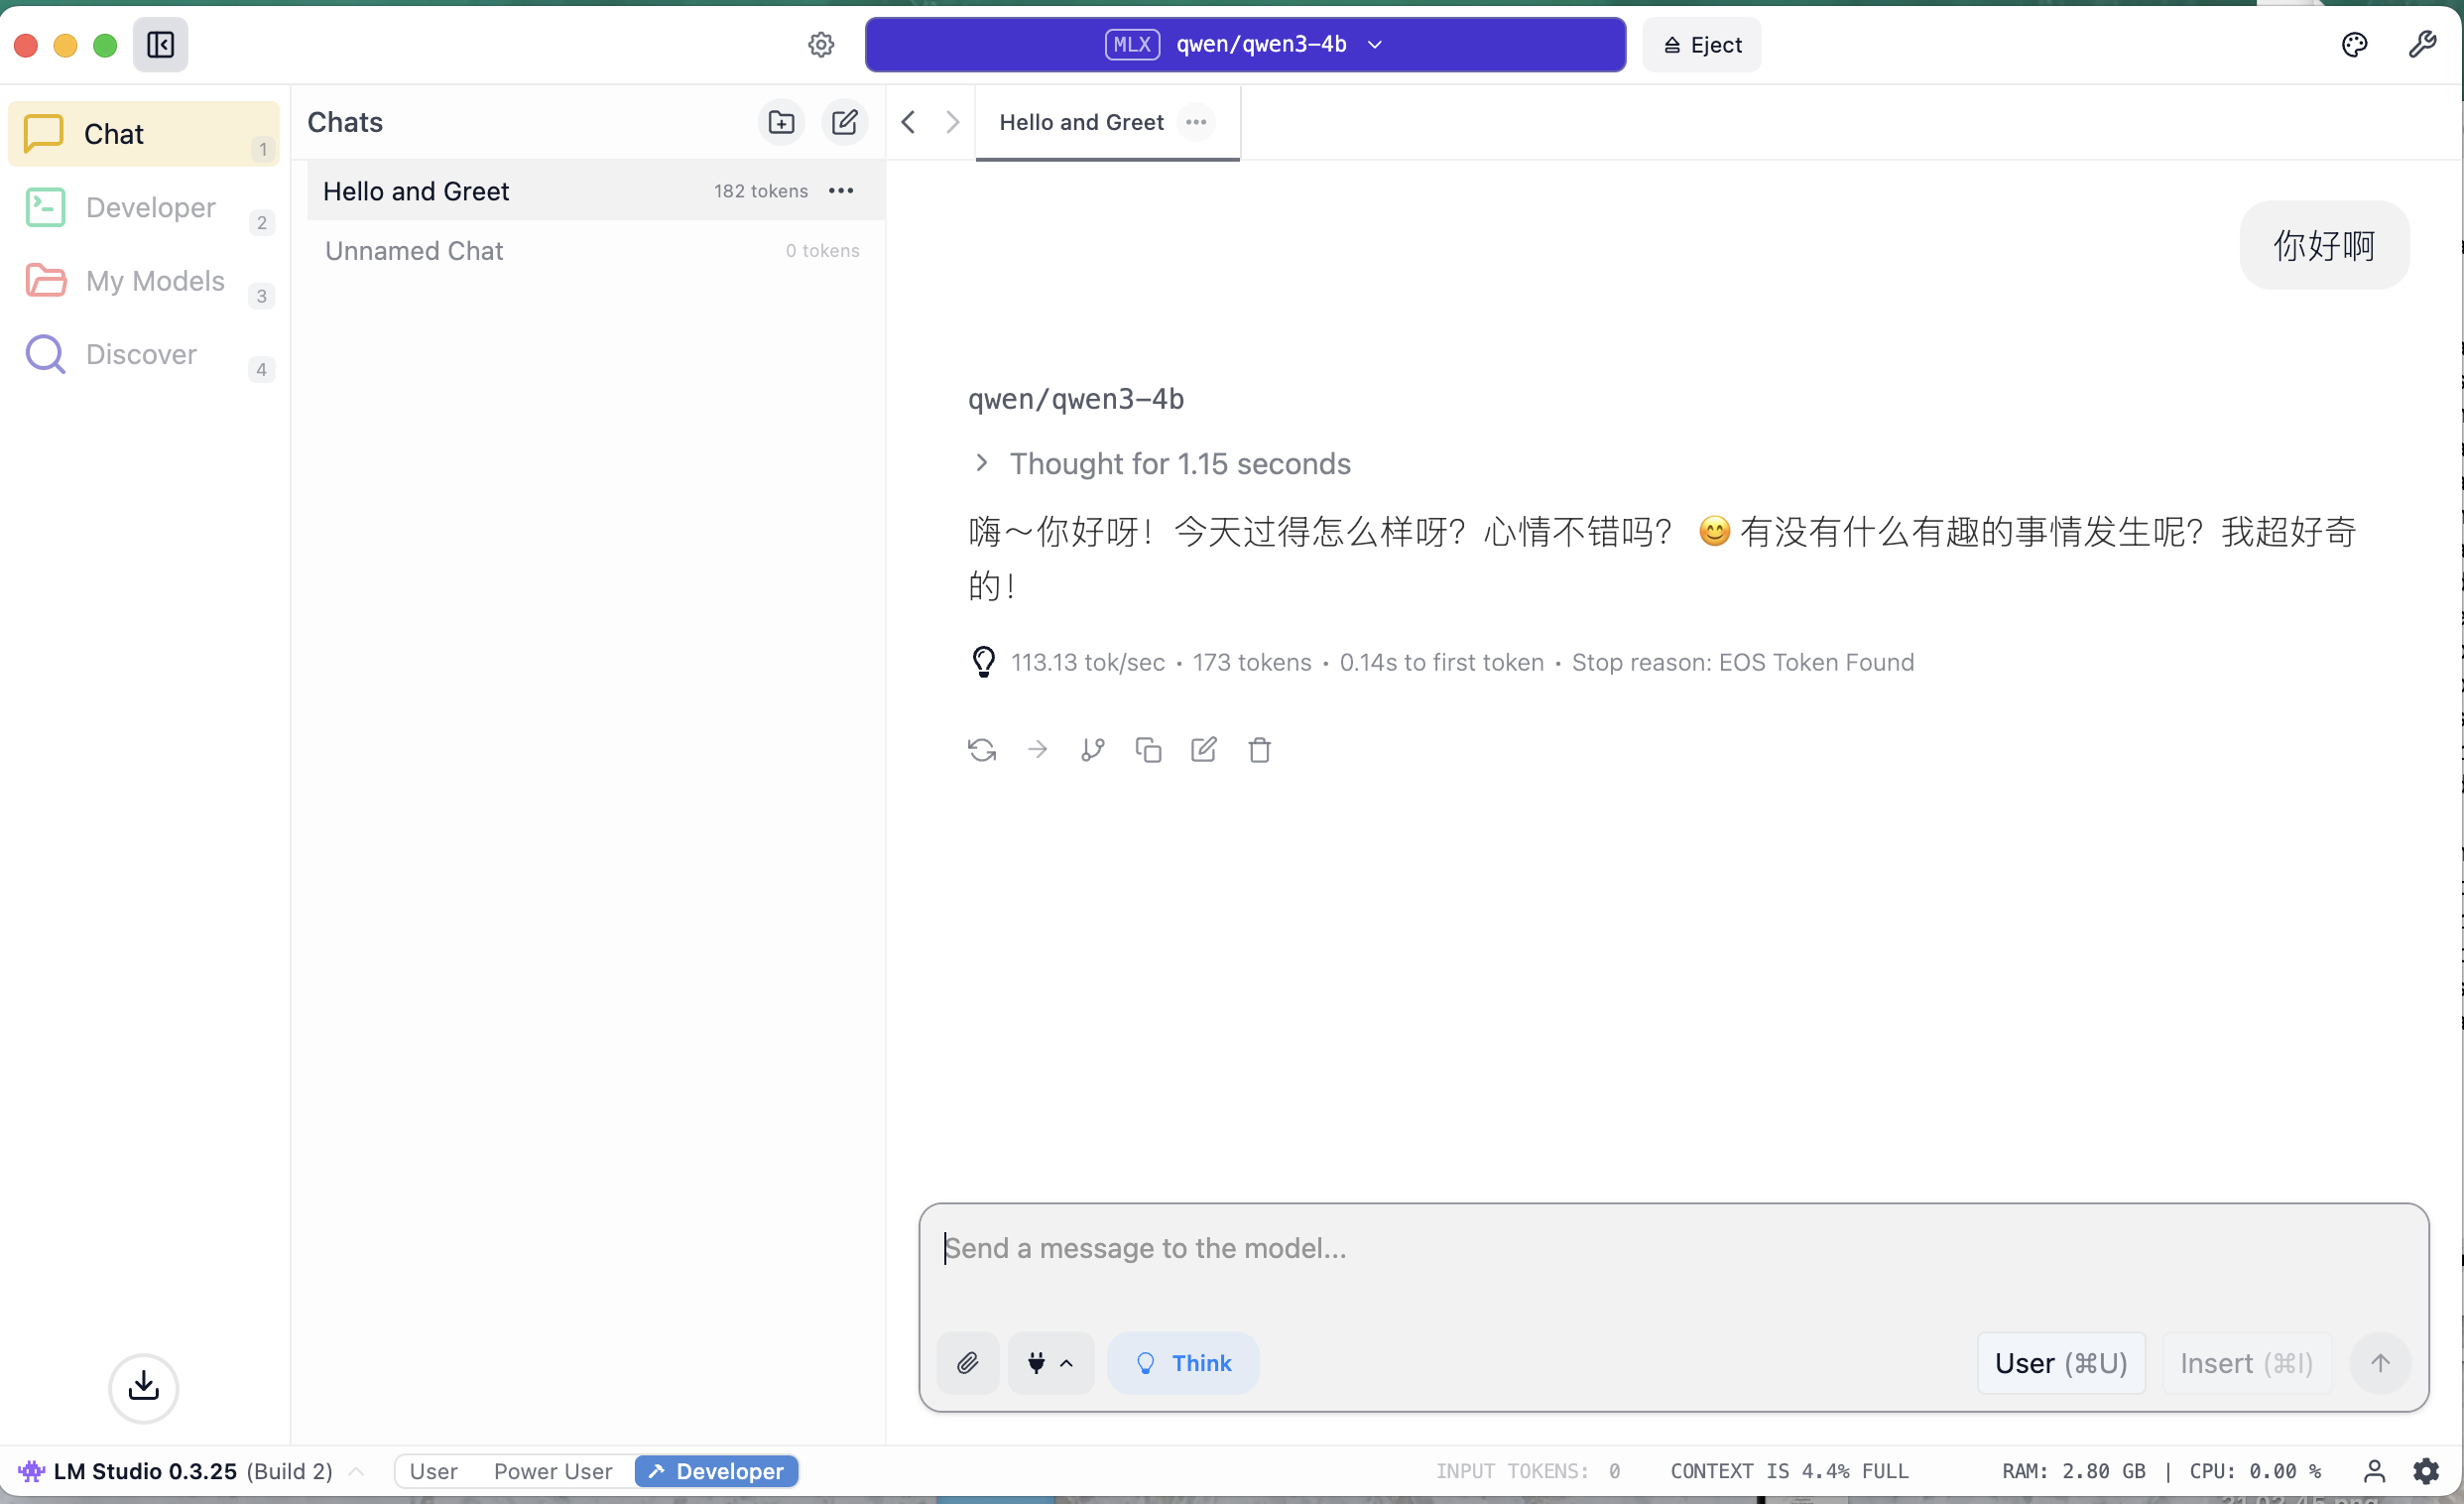 MLX qwen/qwen3-4b
Eject
Chat 1
Developer 2
My Models 3
Discover 4
Chats
Hello and Greet 182 tokens
Unnamed Chat 0 tokens
Hello and Greet
你好啊
qwen/qwen3-4b
Thought for 1.15 seconds
嗨～你好呀！今天过得怎么样呀？心情不错吗？ 😊 有没有什么有趣的事情发生呢？我超好奇
的！
113.13 tok/sec • 173 tokens • 0.14s to first token • Stop reason: EOS Token Found
Send a message to the model...
Think
User (⌘U)
Insert (⌘I)
LM Studio 0.3.25 (Build 2)
User Power User Developer
INPUT TOKENS: 0
CONTEXT IS 4.4% FULL
RAM: 2.80 GB | CPU: 0.00 %